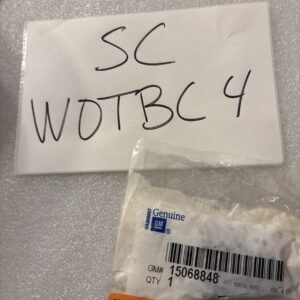 SC
WOTBC 4
Genuine
GM
GM# 15068848
QTY 1